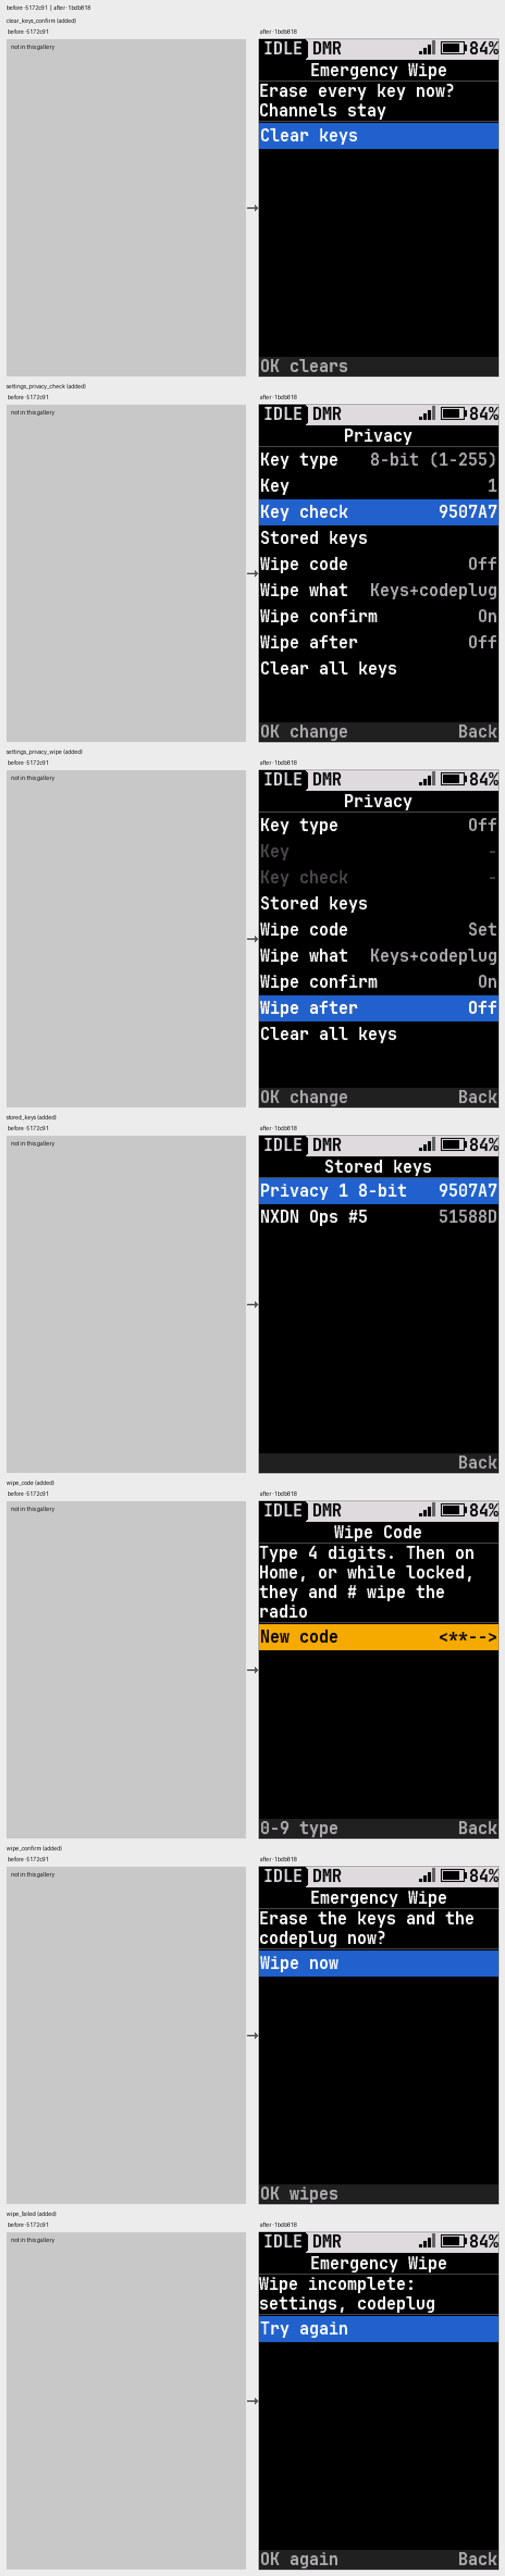 before · 5172c91 | after · 1bdb818
clear_keys_confirm (added)
before · 5172c91
after · 1bdb818
not in this gallery
→
IDLE DMR 84%
Emergency Wipe
Erase every key now?
Channels stay
Clear keys
OK clears
settings_privacy_check (added)
before · 5172c91
after · 1bdb818
not in this gallery
→
IDLE DMR 84%
Privacy
Key type 8-bit (1-255)
Key 1
Key check 9507A7
Stored keys
Wipe code Off
Wipe what Keys+codeplug
Wipe confirm On
Wipe after Off
Clear all keys
OK change Back
settings_privacy_wipe (added)
before · 5172c91
after · 1bdb818
not in this gallery
→
IDLE DMR 84%
Privacy
Key type Off
Key -
Key check -
Stored keys
Wipe code Set
Wipe what Keys+codeplug
Wipe confirm On
Wipe after Off
Clear all keys
OK change Back
stored_keys (added)
before · 5172c91
after · 1bdb818
not in this gallery
→
IDLE DMR 84%
Stored keys
Privacy 1 8-bit 9507A7
NXDN Ops #5 51588D
Back
wipe_code (added)
before · 5172c91
after · 1bdb818
not in this gallery
→
IDLE DMR 84%
Wipe Code
Type 4 digits. Then on
Home, or while locked,
they and # wipe the
radio
New code <**-->
0-9 type Back
wipe_confirm (added)
before · 5172c91
after · 1bdb818
not in this gallery
→
IDLE DMR 84%
Emergency Wipe
Erase the keys and the
codeplug now?
Wipe now
OK wipes
wipe_failed (added)
before · 5172c91
after · 1bdb818
not in this gallery
→
IDLE DMR 84%
Emergency Wipe
Wipe incomplete:
settings, codeplug
Try again
OK again Back